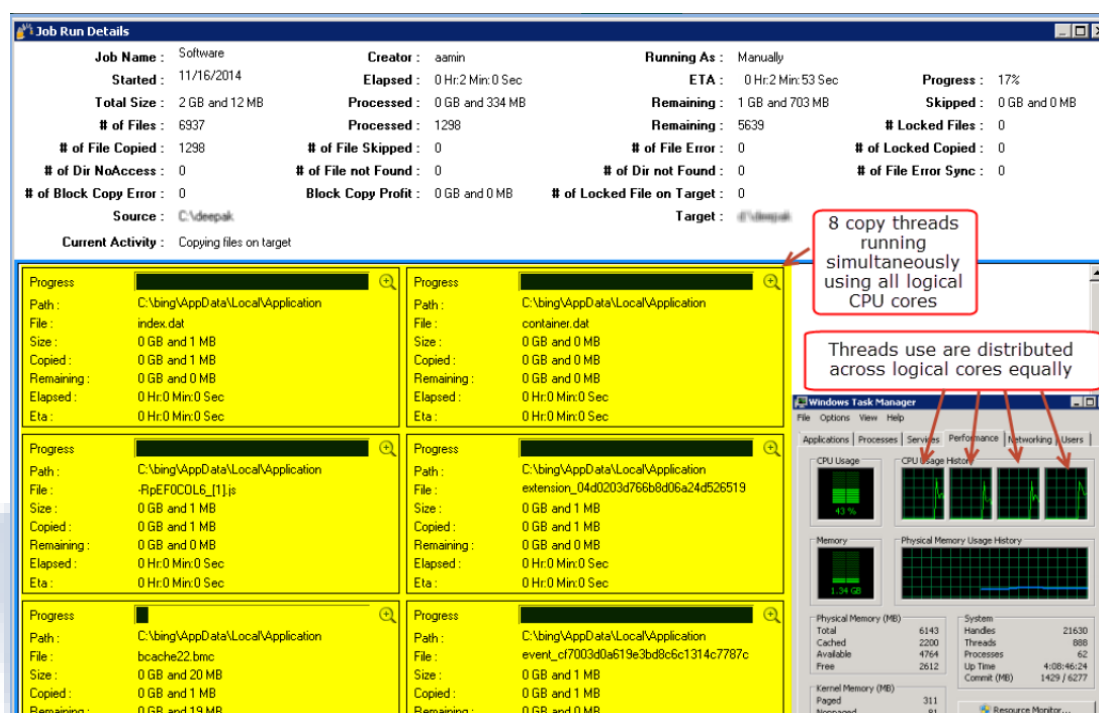 Job Run Details
Job Name : Software Creator : aamin Running As : Manually
Started : 11/16/2014 Elapsed : 0 Hr:2 Min:0 Sec ETA : 0 Hr:2 Min:53 Sec Progress : 17%
Total Size : 2 GB and 12 MB Processed : 0 GB and 334 MB Remaining : 1 GB and 703 MB Skipped : 0 GB and 0 MB
# of Files : 6937 Processed : 1298 Remaining : 5639 # Locked Files : 0
# of File Copied : 1298 # of File Skipped : 0 # of File Error : 0 # of Locked Copied : 0
# of Dir NoAccess : 0 # of File not Found : 0 # of Dir not Found : 0 # of File Error Sync : 0
# of Block Copy Error : 0 Block Copy Profit : 0 GB and 0 MB # of Locked File on Target : 0
Source : C:\deepak Target : d:\deepak
Current Activity : Copying files on target
8 copy threads
running
simultaneously
using all logical
CPU cores
Progress
Path : C:\bing\AppData\Local\Application
File : index.dat
Size : 0 GB and 1 MB
Copied : 0 GB and 1 MB
Remaining : 0 GB and 0 MB
Elapsed : 0 Hr:0 Min:0 Sec
Eta : 0 Hr:0 Min:0 Sec
Progress
Path : C:\bing\AppData\Local\Application
File : container.dat
Size : 0 GB and 0 MB
Copied : 0 GB and 0 MB
Remaining : 0 GB and 0 MB
Elapsed : 0 Hr:0 Min:0 Sec
Eta : 0 Hr:0 Min:0 Sec
Threads use are distributed
across logical cores equally
Progress
Path : C:\bing\AppData\Local\Application
File : -RpEF0COL6_[1].js
Size : 0 GB and 1 MB
Copied : 0 GB and 1 MB
Remaining : 0 GB and 0 MB
Elapsed : 0 Hr:0 Min:0 Sec
Eta : 0 Hr:0 Min:0 Sec
Progress
Path : C:\bing\AppData\Local\Application
File : extension_04d0203d766b8d06a24d526519
Size : 0 GB and 1 MB
Copied : 0 GB and 1 MB
Remaining : 0 GB and 0 MB
Elapsed : 0 Hr:0 Min:0 Sec
Eta : 0 Hr:0 Min:0 Sec
Progress
Path : C:\bing\AppData\Local\Application
File : bcache22.bmc
Size : 0 GB and 20 MB
Copied : 0 GB and 1 MB
Remaining : 0 GB and 19 MB
Progress
Path : C:\bing\AppData\Local\Application
File : event_cf7003d0a619e3bd8c6c1314c7787c
Size : 0 GB and 1 MB
Copied : 0 GB and 1 MB
Remaining : 0 GB and 0 MB
Windows Task Manager
File Options View Help
Applications Processes Services Performance Networking Users
CPU Usage CPU Usage History
43 %
Memory Physical Memory Usage History
1.34 GB
Physical Memory (MB)
Total 6143
Cached 2200
Available 4764
Free 2612
System
Handles 21630
Threads 888
Processes 62
Up Time 4:08:46:24
Commit (MB) 1429 / 6277
Kernel Memory (MB)
Paged 311
Nonpaged 81
Resource Monitor...